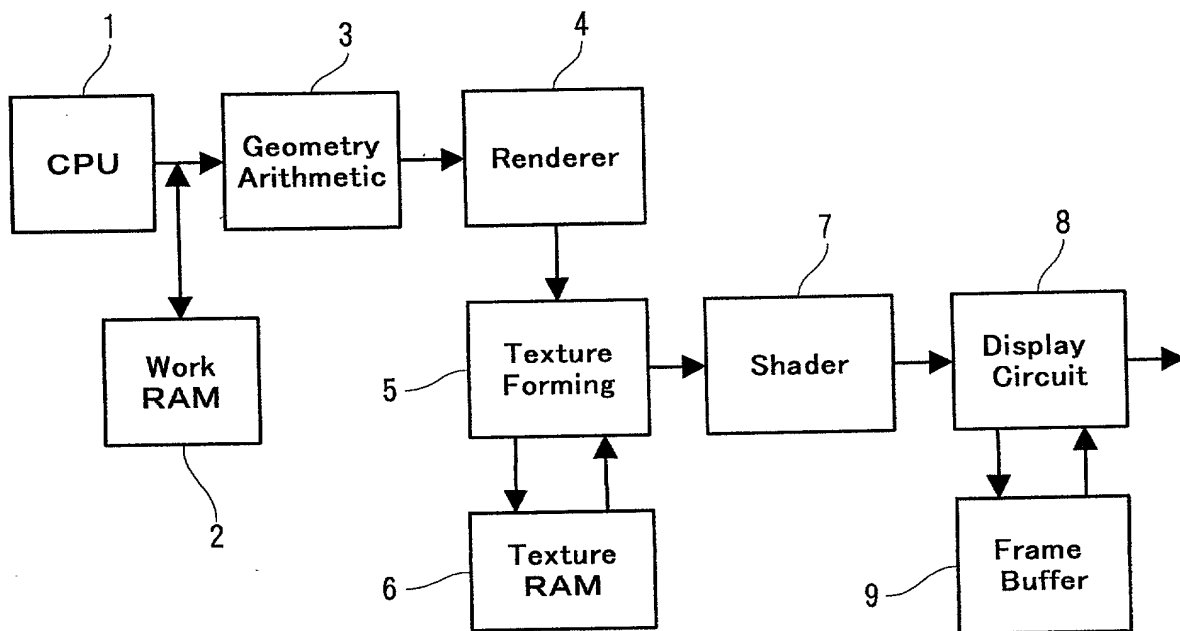 1
3
4
CPU
Geometry
Arithmetic
Renderer
7
8
Work
RAM
2
5
Texture
Forming
Shader
Display
Circuit
6
Texture
RAM
9
Frame
Buffer